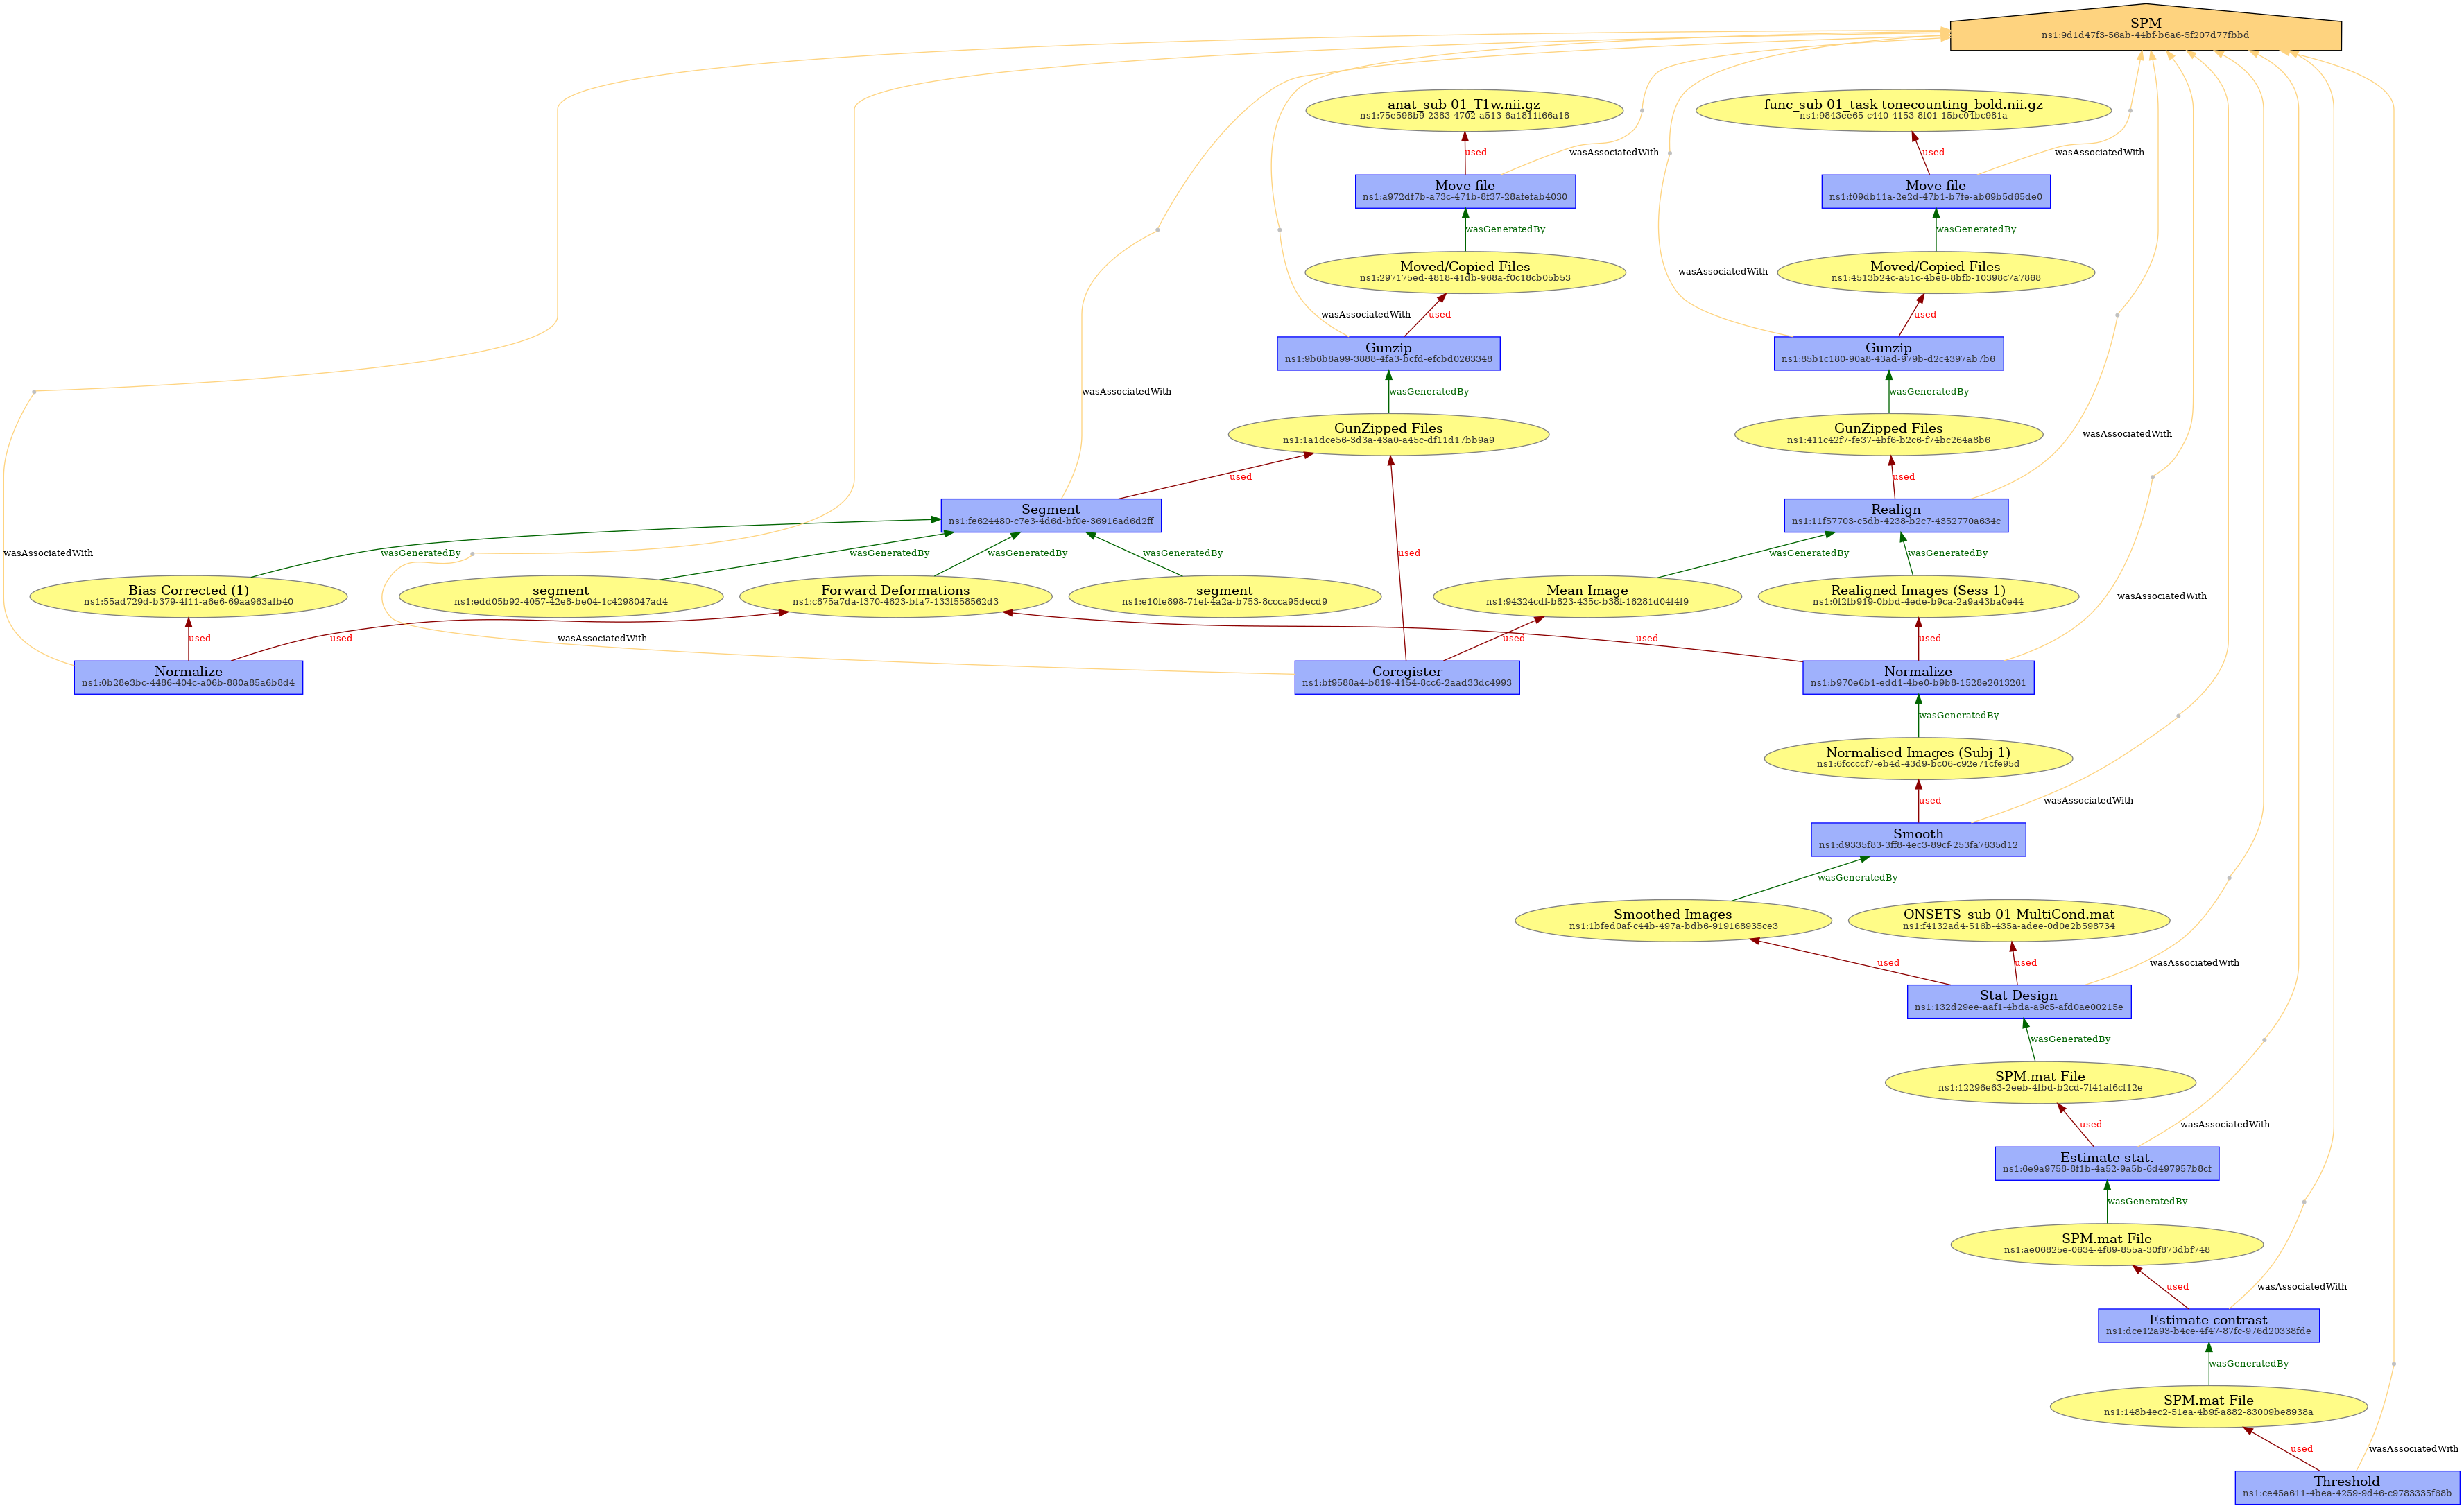 SPM
ns1:9d1d47f3-56ab-44bf-b6a6-5f207d77fbbd
anat_sub-01_T1w.nii.gz
ns1:75e598b9-2383-4702-a513-6a1811f66a18
func_sub-01_task-tonecounting_bold.nii.gz
ns1:9843ee65-c440-4153-8f01-15bc04bc981a
used
wasAssociatedWith
used
wasAssociatedWith
Move file
ns1:a972df7b-a73c-471b-8f37-28afefab4030
Move file
ns1:f09db11a-2e2d-47b1-b7fe-ab69b5d65de0
wasGeneratedBy
wasGeneratedBy
Moved/Copied Files
ns1:297175ed-4818-41db-968a-f0c18cb05b53
wasAssociatedWith
Moved/Copied Files
ns1:4513b24c-a51c-4be6-8bfb-10398c7a7868
wasAssociatedWith
used
used
Gunzip
ns1:9b6b8a99-3888-4fa3-bcfd-efcbd0263348
Gunzip
ns1:85b1c180-90a8-43ad-979b-d2c4397ab7b6
wasAssociatedWith
wasGeneratedBy
wasGeneratedBy
GunZipped Files
ns1:1a1dce56-3d3a-43a0-a45c-df11d17bb9a9
GunZipped Files
ns1:411c42f7-fe37-4bf6-b2c6-f74bc264a8b6
wasAssociatedWith
used
used
Segment
ns1:fe624480-c7e3-4d6d-bf0e-36916ad6d2ff
Realign
ns1:11f57703-c5db-4238-b2c7-4352770a634c
wasAssociatedWith
wasGeneratedBy
wasGeneratedBy
wasGeneratedBy
wasGeneratedBy
used
wasGeneratedBy
wasGeneratedBy
Bias Corrected (1)
ns1:55ad729d-b379-4f11-a6e6-69aa963afb40
segment
ns1:edd05b92-4057-42e8-be04-1c4298047ad4
Forward Deformations
ns1:c875a7da-f370-4623-bfa7-133f558562d3
segment
ns1:e10fe898-71ef-4a2a-b753-8ccca95decd9
Mean Image
ns1:94324cdf-b823-435c-b38f-16281d04f4f9
Realigned Images (Sess 1)
ns1:0f2fb919-0bbd-4ede-b9ca-2a9a43ba0e44
wasAssociatedWith
used
used
wasAssociatedWith
used
used
used
Normalize
ns1:0b28e3bc-4486-404c-a06b-880a85a6b8d4
Coregister
ns1:bf9588a4-b819-4154-8cc6-2aad33dc4993
Normalize
ns1:b970e6b1-edd1-4be0-b9b8-1528e2613261
wasGeneratedBy
Normalised Images (Subj 1)
ns1:6fccccf7-eb4d-43d9-bc06-c92e71cfe95d
used
wasAssociatedWith
Smooth
ns1:d9335f83-3ff8-4ec3-89cf-253fa7635d12
wasGeneratedBy
Smoothed Images
ns1:1bfed0af-c44b-497a-bdb6-919168935ce3
ONSETS_sub-01-MultiCond.mat
ns1:f4132ad4-516b-435a-adee-0d0e2b598734
used
used
wasAssociatedWith
Stat Design
ns1:132d29ee-aaf1-4bda-a9c5-afd0ae00215e
wasGeneratedBy
SPM.mat File
ns1:12296e63-2eeb-4fbd-b2cd-7f41af6cf12e
used
wasAssociatedWith
Estimate stat.
ns1:6e9a9758-8f1b-4a52-9a5b-6d497957b8cf
wasGeneratedBy
SPM.mat File
ns1:ae06825e-0634-4f89-855a-30f873dbf748
used
wasAssociatedWith
Estimate contrast
ns1:dce12a93-b4ce-4f47-87fc-976d20338fde
wasGeneratedBy
SPM.mat File
ns1:148b4ec2-51ea-4b9f-a882-83009be8938a
used
wasAssociatedWith
Threshold
ns1:ce45a611-4bea-4259-9d46-c9783335f68b